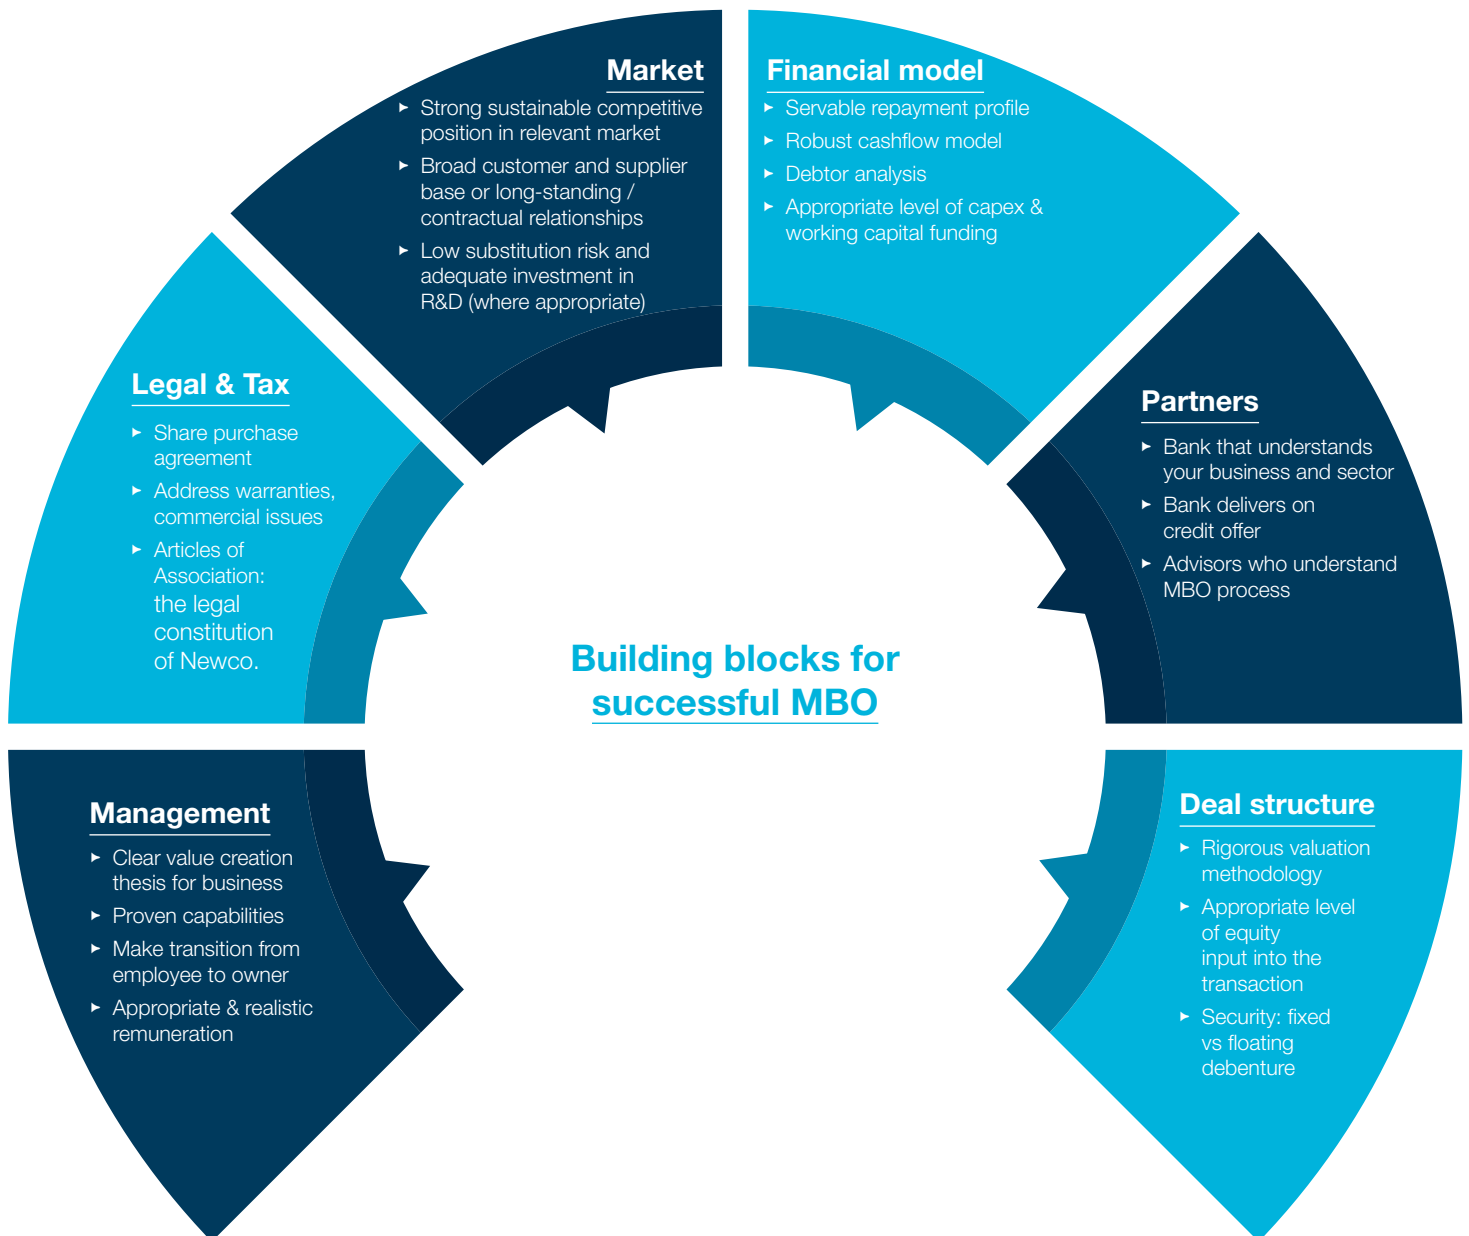 Market
► Strong sustainable competitive
position in relevant market
► Broad customer and supplier
base or long-standing /
contractual relationships
► Low substitution risk and
adequate investment in
R&D (where appropriate)
Financial model
► Servable repayment profile
► Robust cashflow model
► Debtor analysis
► Appropriate level of capex &
working capital funding
Legal & Tax
► Share purchase
agreement
► Address warranties,
commercial issues
► Articles of
Association:
the legal
constitution
of Newco.
Partners
► Bank that understands
your business and sector
► Bank delivers on
credit offer
► Advisors who understand
MBO process
Building blocks for
successful MBO
Management
► Clear value creation
thesis for business
► Proven capabilities
► Make transition from
employee to owner
► Appropriate & realistic
remuneration
Deal structure
► Rigorous valuation
methodology
► Appropriate level
of equity
input into the
transaction
► Security: fixed
vs floating
debenture